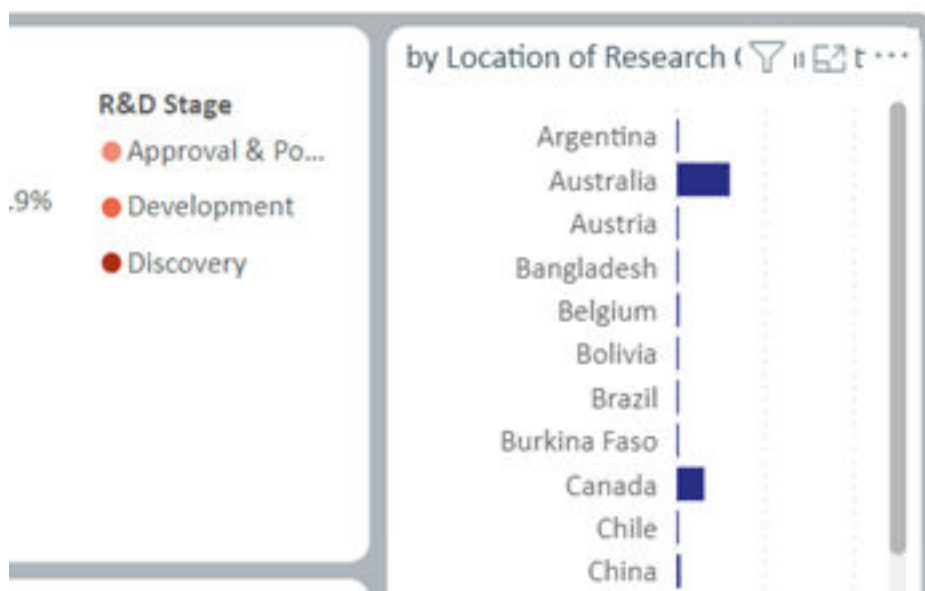 R&D Stage
Approval & Po...
Development
Discovery
.9%
by Location of Research
Argentina
Australia
Austria
Bangladesh
Belgium
Bolivia
Brazil
Burkina Faso
Canada
Chile
China